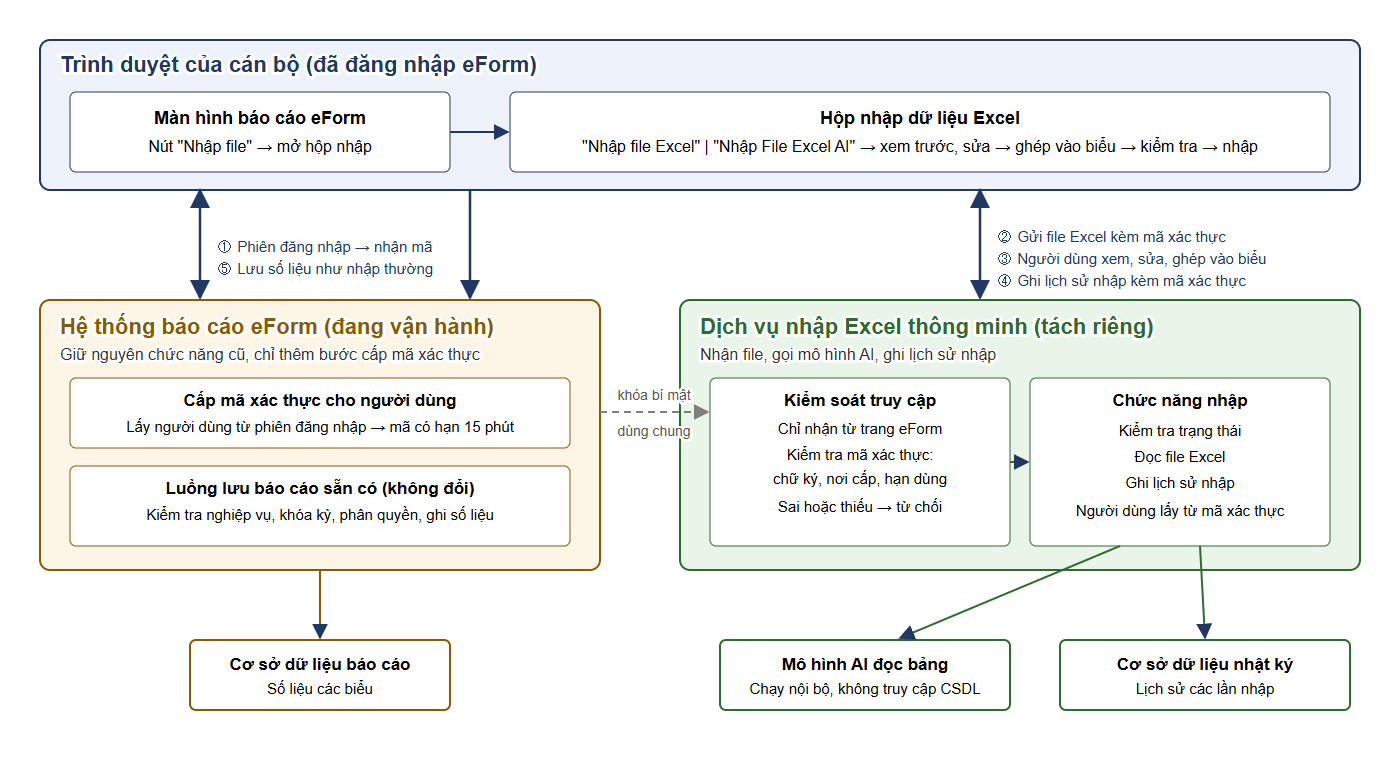 Trình duyệt của cán bộ (đã đăng nhập eForm)
Màn hình báo cáo eForm
Nút "Nhập file" → mở hộp nhập
Hộp nhập dữ liệu Excel
"Nhập file Excel" | "Nhập File Excel AI" → xem trước, sửa → ghép vào biểu → kiểm tra → nhập
① Phiên đăng nhập → nhận mã
⑤ Lưu số liệu như nhập thường
② Gửi file Excel kèm mã xác thực
③ Người dùng xem, sửa, ghép vào biểu
④ Ghi lịch sử nhập kèm mã xác thực
Hệ thống báo cáo eForm (đang vận hành)
Giữ nguyên chức năng cũ, chỉ thêm bước cấp mã xác thực
Cấp mã xác thực cho người dùng
Lấy người dùng từ phiên đăng nhập → mã có hạn 15 phút
Luồng lưu báo cáo sẵn có (không đổi)
Kiểm tra nghiệp vụ, khóa kỳ, phân quyền, ghi số liệu
khóa bí mật
dùng chung
Dịch vụ nhập Excel thông minh (tách riêng)
Nhận file, gọi mô hình AI, ghi lịch sử nhập
Kiểm soát truy cập
Chỉ nhận từ trang eForm
Kiểm tra mã xác thực:
chữ ký, nơi cấp, hạn dùng
Sai hoặc thiếu → từ chối
Chức năng nhập
Kiểm tra trạng thái
Đọc file Excel
Ghi lịch sử nhập
Người dùng lấy từ mã xác thực
Cơ sở dữ liệu báo cáo
Số liệu các biểu
Mô hình AI đọc bảng
Chạy nội bộ, không truy cập CSDL
Cơ sở dữ liệu nhật ký
Lịch sử các lần nhập